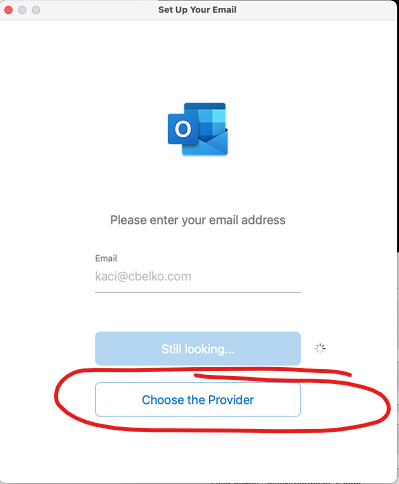 Set Up Your Email
O
Please enter your email address
Email
kaci@cbelko.com
Still looking...
Choose the Provider